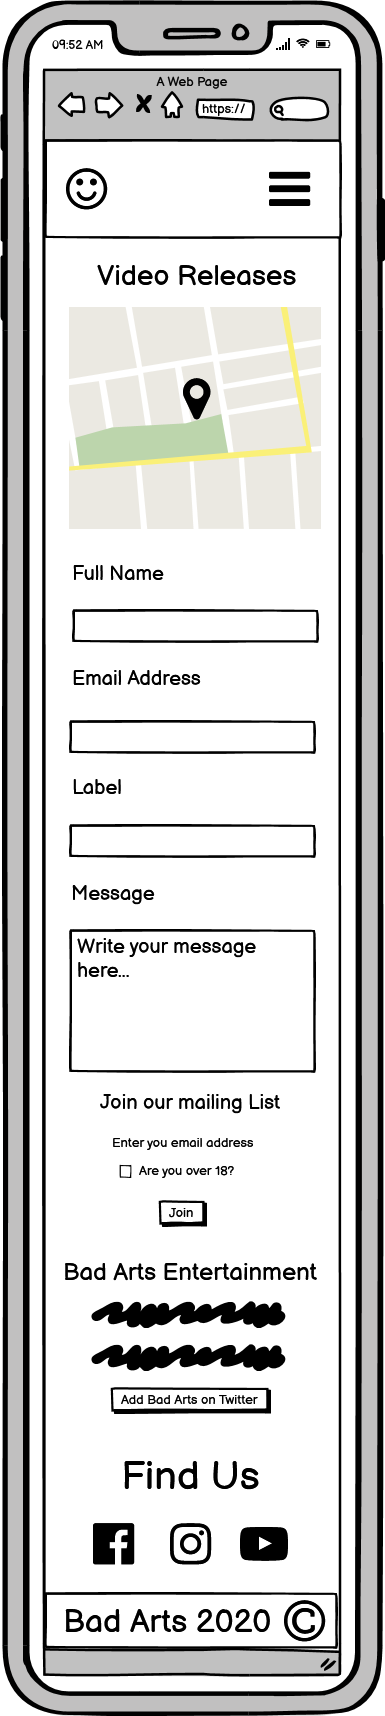 09:52 AM
A Web Page
https://
Video Releases
Full Name
Email Address
Label
Message
Write your message
here...
Join our mailing List
Enter you email address
Are you over 18?
Join
Bad Arts Entertainment
Add Bad Arts on Twitter
Find Us
Bad Arts 2020 ©